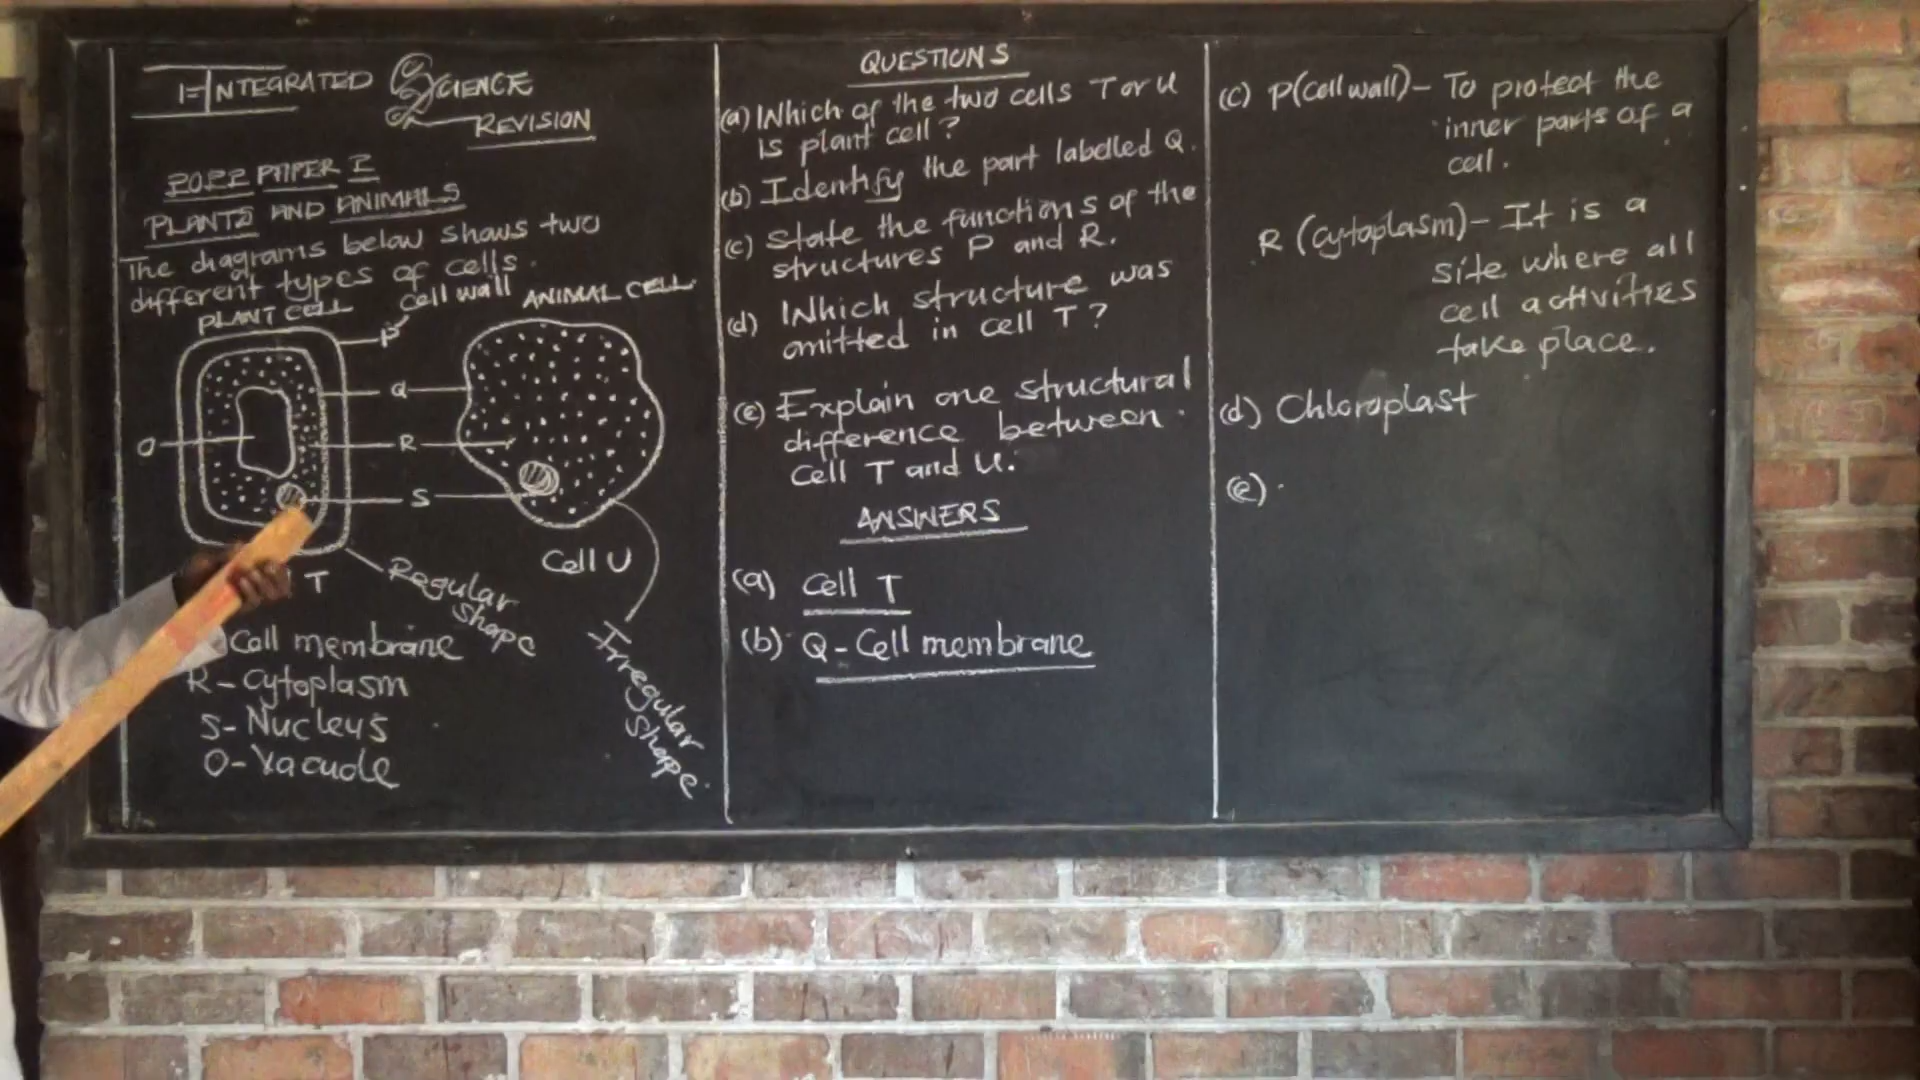 INTEGRATED SCIENCE
REVISION
2022 PAPER I
PLANTS AND ANIMALS
The diagrams below shows two
different types of cells.
PLANT CELL
P
cell wall
ANIMAL CELL
Q
O
R
S
T
Regular
Shape
Cell U
Irregular
Shape.
Cell membrane
R - Cytoplasm
S - Nucleus
O - Vacuole
QUESTIONS
(a) Which of the two cells T or U
is plant cell?
(b) Identify the part labelled Q.
(c) State the functions of the
structures P and R.
(d) Which structure was
omitted in cell T?
(e) Explain one structural
difference between
Cell T and U.
ANSWERS
(a) Cell T
(b) Q - Cell membrane
(c) P (cell wall) - To protect the
inner parts of a
cell.
R (cytoplasm) - It is a
site where all
cell activities
take place.
(d) Chloroplast
(e)